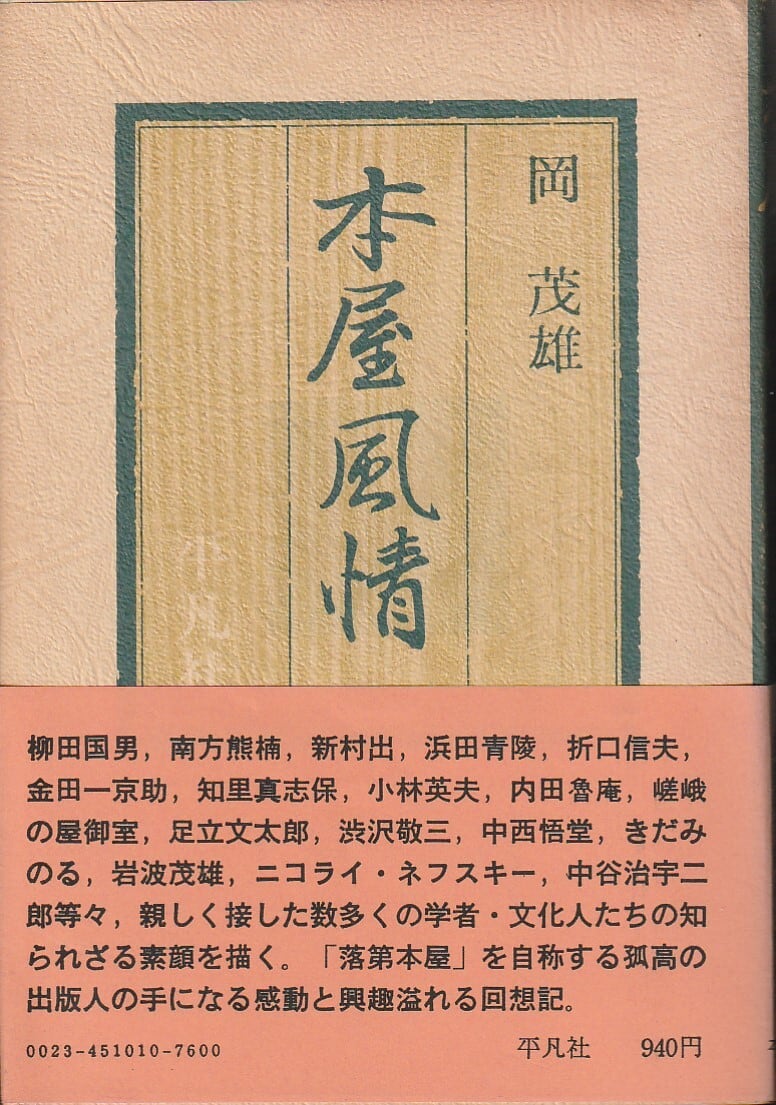 岡 茂雄
本屋風情
平凡社
柳田国男，南方熊楠，新村出，浜田青陵，折口信夫，
金田一京助，知里真志保，小林英夫，内田魯庵，嵯峨
の屋御室，足立文太郎，渋沢敬三，中西悟堂，きだみ
のる，岩波茂雄，ニコライ・ネフスキー，中谷治宇二
郎等々，親しく接した数多くの学者・文化人たちの知
られざる素顔を描く。「落第本屋」を自称する孤高の
出版人の手になる感動と興趣溢れる回想記。
0023-451010-7600 平凡社 940円